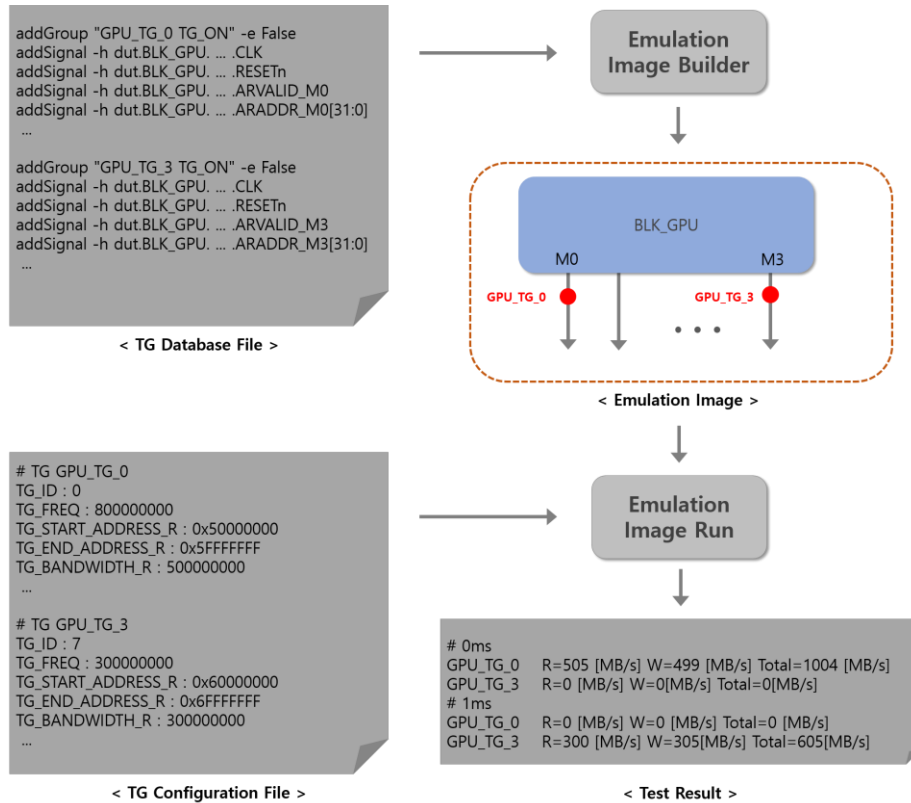 addGroup "GPU_TG_0 TG_ON" -e False
addSignal -h dut.BLK_GPU. ... .CLK
addSignal -h dut.BLK_GPU. ... .RESETn
addSignal -h dut.BLK_GPU. ... .ARVALID_M0
addSignal -h dut.BLK_GPU. ... .ARADDR_M0[31:0]
...
addGroup "GPU_TG_3 TG_ON" -e False
addSignal -h dut.BLK_GPU. ... .CLK
addSignal -h dut.BLK_GPU. ... .RESETn
addSignal -h dut.BLK_GPU. ... .ARVALID_M3
addSignal -h dut.BLK_GPU. ... .ARADDR_M3[31:0]
...
< TG Database File >
Emulation
Image Builder
BLK_GPU
M0 M3
GPU_TG_0 GPU_TG_3
• • •
< Emulation Image >
# TG GPU_TG_0
TG_ID : 0
TG_FREQ : 800000000
TG_START_ADDRESS_R : 0x50000000
TG_END_ADDRESS_R : 0x5FFFFFFF
TG_BANDWIDTH_R : 500000000
...
# TG GPU_TG_3
TG_ID : 7
TG_FREQ : 300000000
TG_START_ADDRESS_R : 0x60000000
TG_END_ADDRESS_R : 0x6FFFFFFF
TG_BANDWIDTH_R : 300000000
...
< TG Configuration File >
Emulation
Image Run
# 0ms
GPU_TG_0 R=505 [MB/s] W=499 [MB/s] Total=1004 [MB/s]
GPU_TG_3 R=0 [MB/s] W=0[MB/s] Total=0[MB/s]
# 1ms
GPU_TG_0 R=0 [MB/s] W=0 [MB/s] Total=0 [MB/s]
GPU_TG_3 R=300 [MB/s] W=305[MB/s] Total=605[MB/s]
< Test Result >